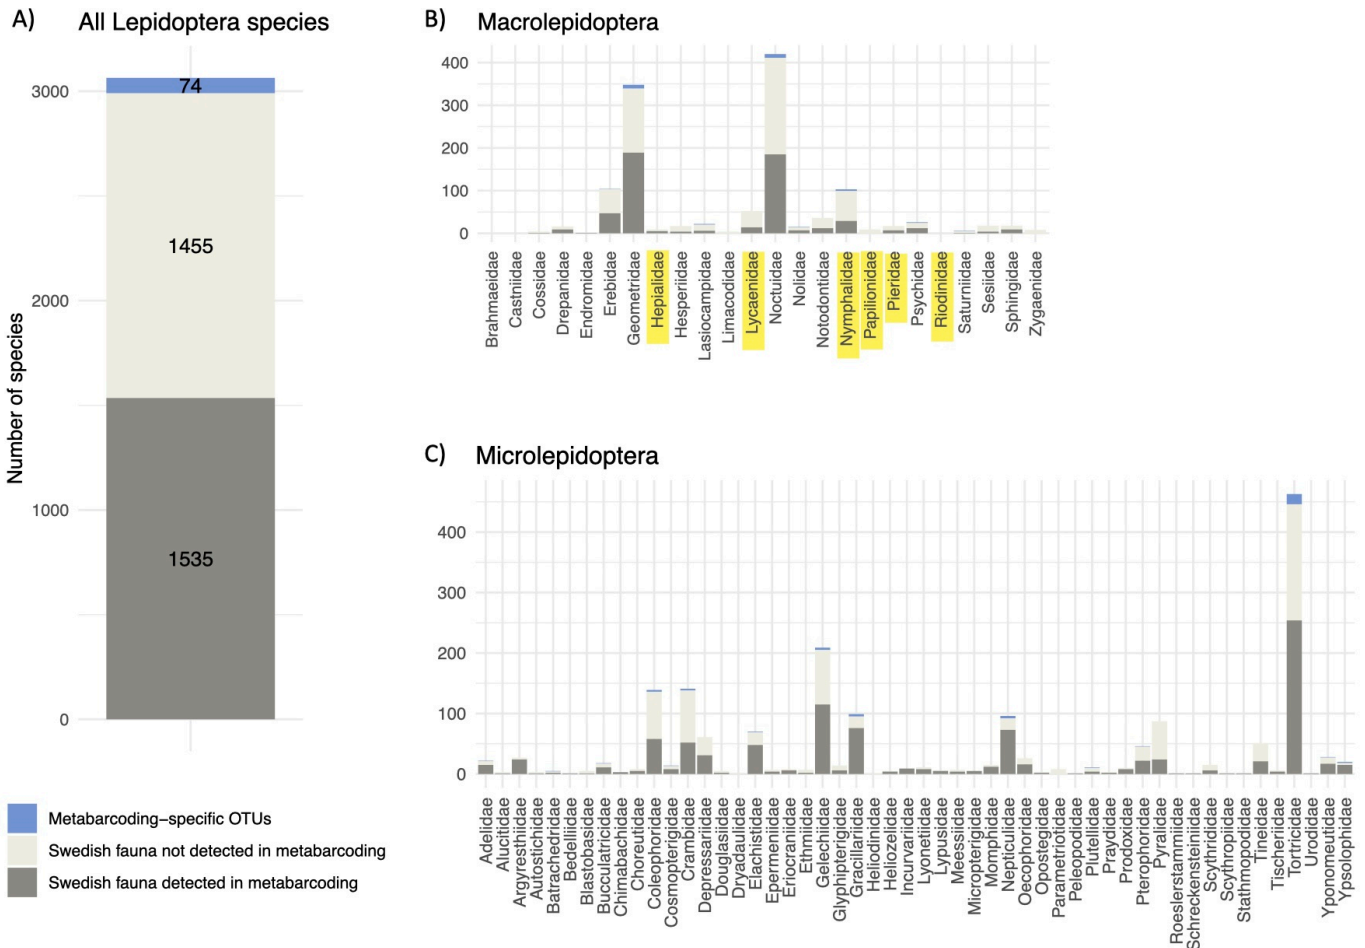 A)
All Lepidoptera species
Number of species
3000
2000
1000
0
74
1455
1535
Metabarcoding−specific OTUs
Swedish fauna not detected in metabarcoding
Swedish fauna detected in metabarcoding
B)
Macrolepidoptera
400
300
200
100
0
Brahmaeidae
Castniidae
Cossidae
Drepanidae
Endromidae
Erebidae
Geometridae
Hepialidae
Hesperiidae
Lasiocampidae
Limacodidae
Lycaenidae
Noctuidae
Nolidae
Notodontidae
Nymphalidae
Papilionidae
Pieridae
Psychidae
Riodinidae
Saturniidae
Sesiidae
Sphingidae
Zygaenidae
C)
Microlepidoptera
400
300
200
100
0
Adelidae
Alucitidae
Argyresthiidae
Autostichidae
Batrachedridae
Bedelliidae
Blastobasidae
Bucculatricidae
Chimabachidae
Choreutidae
Coleophoridae
Cosmopterigidae
Crambidae
Depressariidae
Douglasiidae
Dryadaulidae
Elachistidae
Epermeniidae
Eriocraniidae
Ethmiidae
Gelechiidae
Glyphipterigidae
Gracillariidae
Heliodinidae
Heliozelidae
Incurvariidae
Lyonetiidae
Lypusidae
Meessiidae
Micropterigidae
Momphidae
Nepticulidae
Oecophoridae
Opostegidae
Parametriotidae
Peleopodidae
Plutellidae
Praydidae
Prodoxidae
Pterophoridae
Pyralidae
Roeslerstammiidae
Schreckensteiniidae
Scythrididae
Scythropiidae
Stathmopodidae
Tineidae
Tischeriidae
Tortricidae
Urodidae
Yponomeutidae
Ypsolophidae